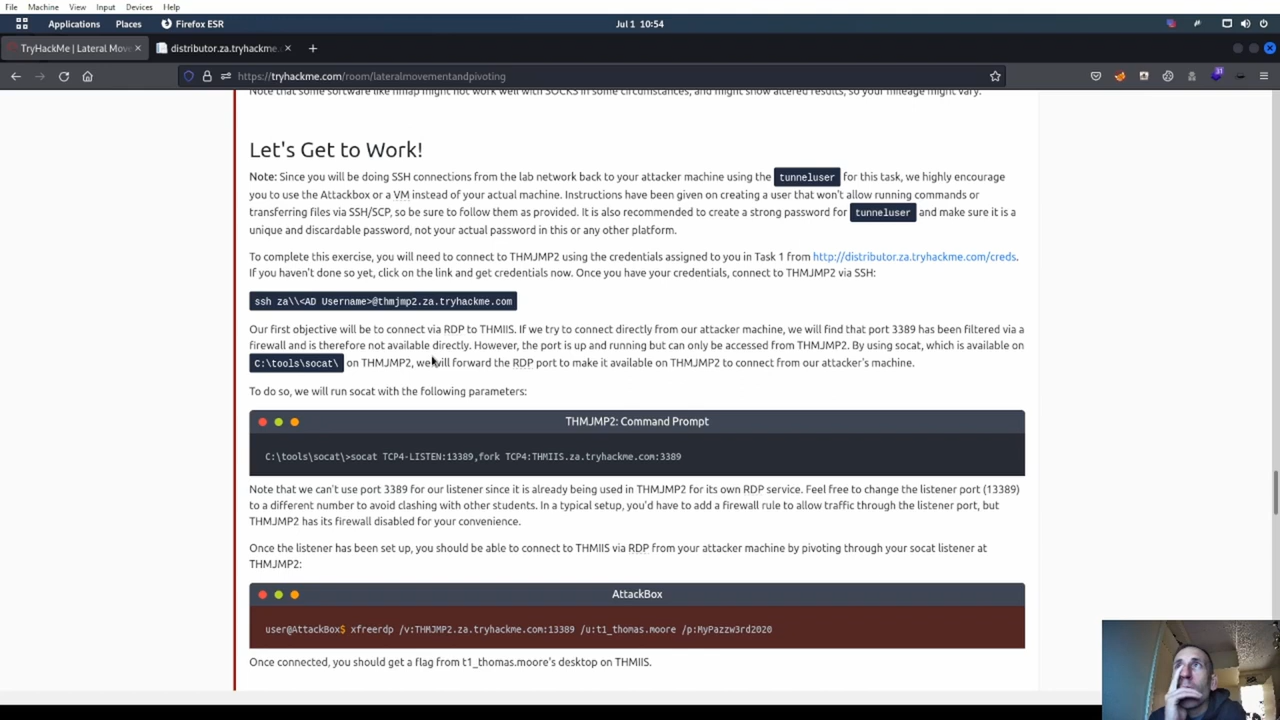 File Machine View Input Devices Help
Applications Places Firefox ESR Jul 1 10:54
TryHackMe | Lateral Mov× distributor.za.tryhackme. × +
https://tryhackme.com/room/lateralmovementandpivoting 31
Note that some software like nmap might not work well with SOCKS in some circumstances, and might show altered results, so your mileage might vary.
Let's Get to Work!
Note: Since you will be doing SSH connections from the lab network back to your attacker machine using the tunneluser for this task, we highly encourage
you to use the Attackbox or a VM instead of your actual machine. Instructions have been given on creating a user that won't allow running commands or
transferring files via SSH/SCP, so be sure to follow them as provided. It is also recommended to create a strong password for tunneluser and make sure it is a
unique and discardable password, not your actual password in this or any other platform.
To complete this exercise, you will need to connect to THMJMP2 using the credentials assigned to you in Task 1 from http://distributor.za.tryhackme.com/creds.
If you haven't done so yet, click on the link and get credentials now. Once you have your credentials, connect to THMJMP2 via SSH:
ssh za\\<AD Username>@thmjmp2.za.tryhackme.com
Our first objective will be to connect via RDP to THMIIS. If we try to connect directly from our attacker machine, we will find that port 3389 has been filtered via a
firewall and is therefore not available directly. However, the port is up and running but can only be accessed from THMJMP2. By using socat, which is available on
C:\tools\socat\ on THMJMP2, we will forward the RDP port to make it available on THMJMP2 to connect from our attacker's machine.
To do so, we will run socat with the following parameters:
THMJMP2: Command Prompt
C:\tools\socat\>socat TCP4-LISTEN:13389,fork TCP4:THMIIS.za.tryhackme.com:3389
Note that we can't use port 3389 for our listener since it is already being used in THMJMP2 for its own RDP service. Feel free to change the listener port (13389)
to a different number to avoid clashing with other students. In a typical setup, you'd have to add a firewall rule to allow traffic through the listener port, but
THMJMP2 has its firewall disabled for your convenience.
Once the listener has been set up, you should be able to connect to THMIIS via RDP from your attacker machine by pivoting through your socat listener at
THMJMP2:
AttackBox
user@AttackBox$ xfreerdp /v:THMJMP2.za.tryhackme.com:13389 /u:t1_thomas.moore /p:MyPazzw3rd2020
Once connected, you should get a flag from t1_thomas.moore's desktop on THMIIS.